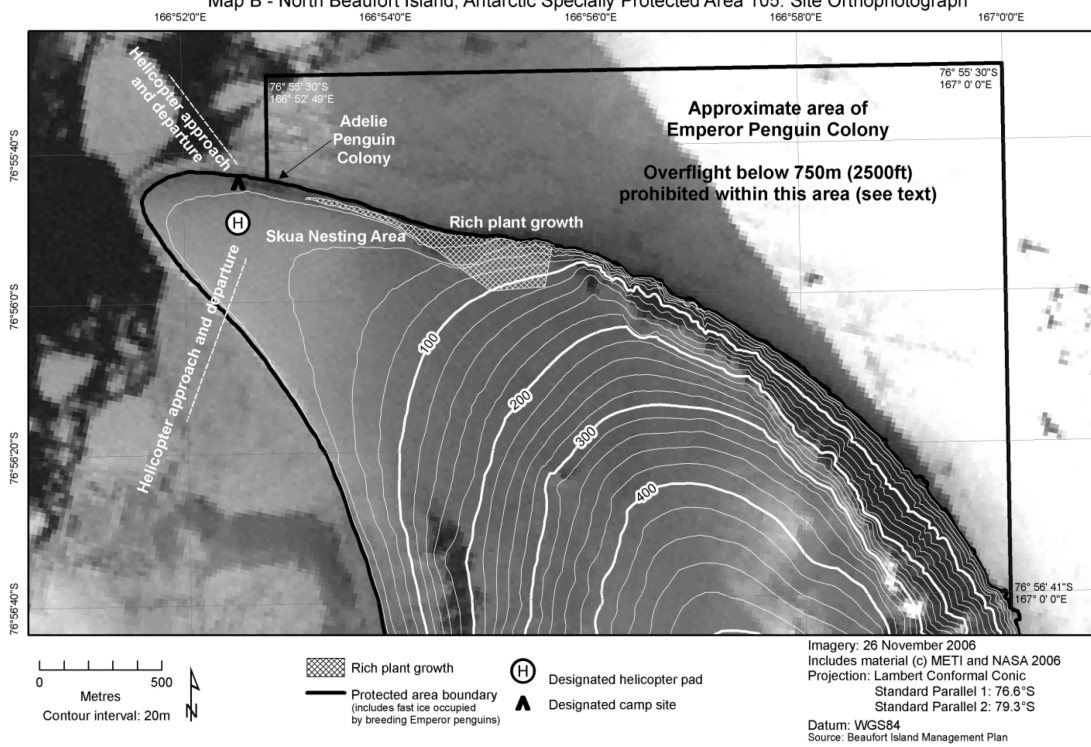 Map B - North Beaufort Island, Antarctic Specially Protected Area 105: Site Orthophotograph
166°52'0"E
166°54'0"E
166°56'0"E
166°58'0"E
167°0'0"E
76°55'40"S
76°56'0"S
76°56'20"S
76°56'40"S
Helicopter approach
and departure
76° 55' 30"S
166° 52' 49"E
76° 55' 30"S
167° 0' 0"E
Adelie
Penguin
Colony
Approximate area of
Emperor Penguin Colony
Overflight below 750m (2500ft)
prohibited within this area (see text)
H
Skua Nesting Area
Rich plant growth
Helicopter approach and departure
100
200
300
400
76° 56' 41"S
167° 0' 0"E
0
500
Metres
Contour interval: 20m
N
Rich plant growth
Protected area boundary
(includes fast ice occupied
by breeding Emperor penguins)
H
Designated helicopter pad
Designated camp site
Imagery: 26 November 2006
Includes material (c) METI and NASA 2006
Projection: Lambert Conformal Conic
Standard Parallel 1: 76.6°S
Standard Parallel 2: 79.3°S
Datum: WGS84
Source: Beaufort Island Management Plan